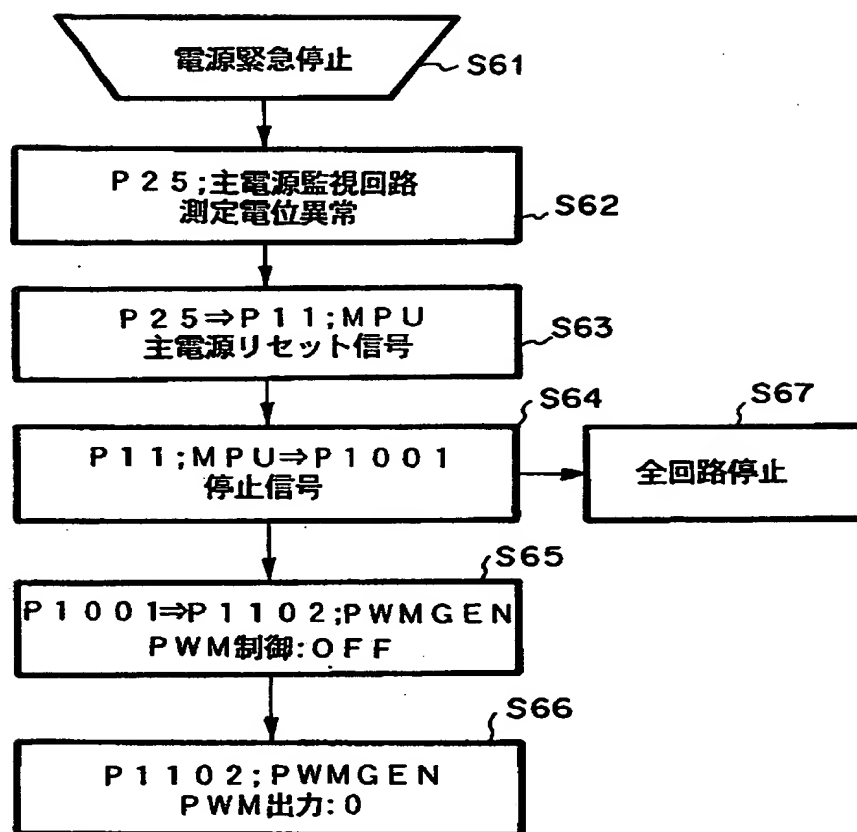 電源緊急停止
S61
P25;主電源監視回路
測定電位異常
S62
P25⇒P11;MPU
主電源リセット信号
S63
P11;MPU⇒P1001
停止信号
S64
全回路停止
S67
P1001⇒P1102;PWMGEN
PWM制御:OFF
S65
P1102;PWMGEN
PWM出力:0
S66